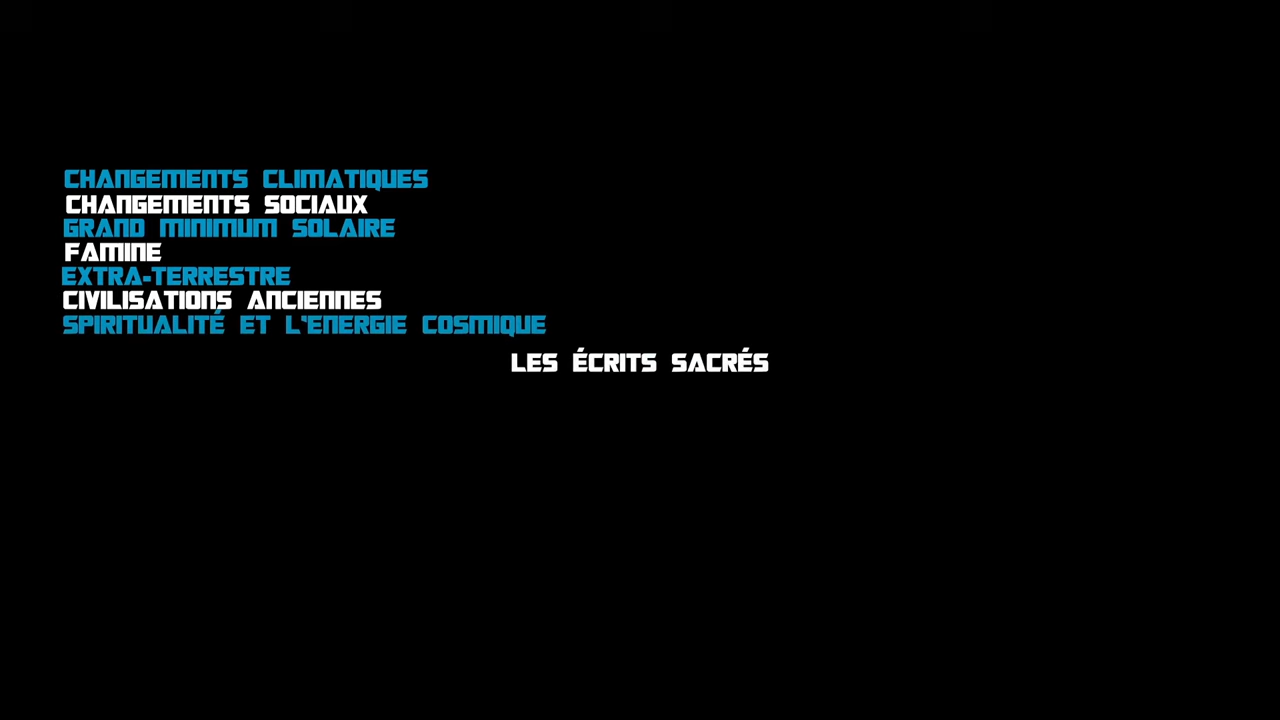 CHANGEMENTS CLIMATIQUES
CHANGEMENTS SOCIAUX
GRAND MINIMUM SOLAIRE
FAMINE
EXTRA-TERRESTRE
CIVILISATIONS ANCIENNES
SPIRITUALITÉ ET L'ENERGIE COSMIQUE
LES ÉCRITS SACRÉS